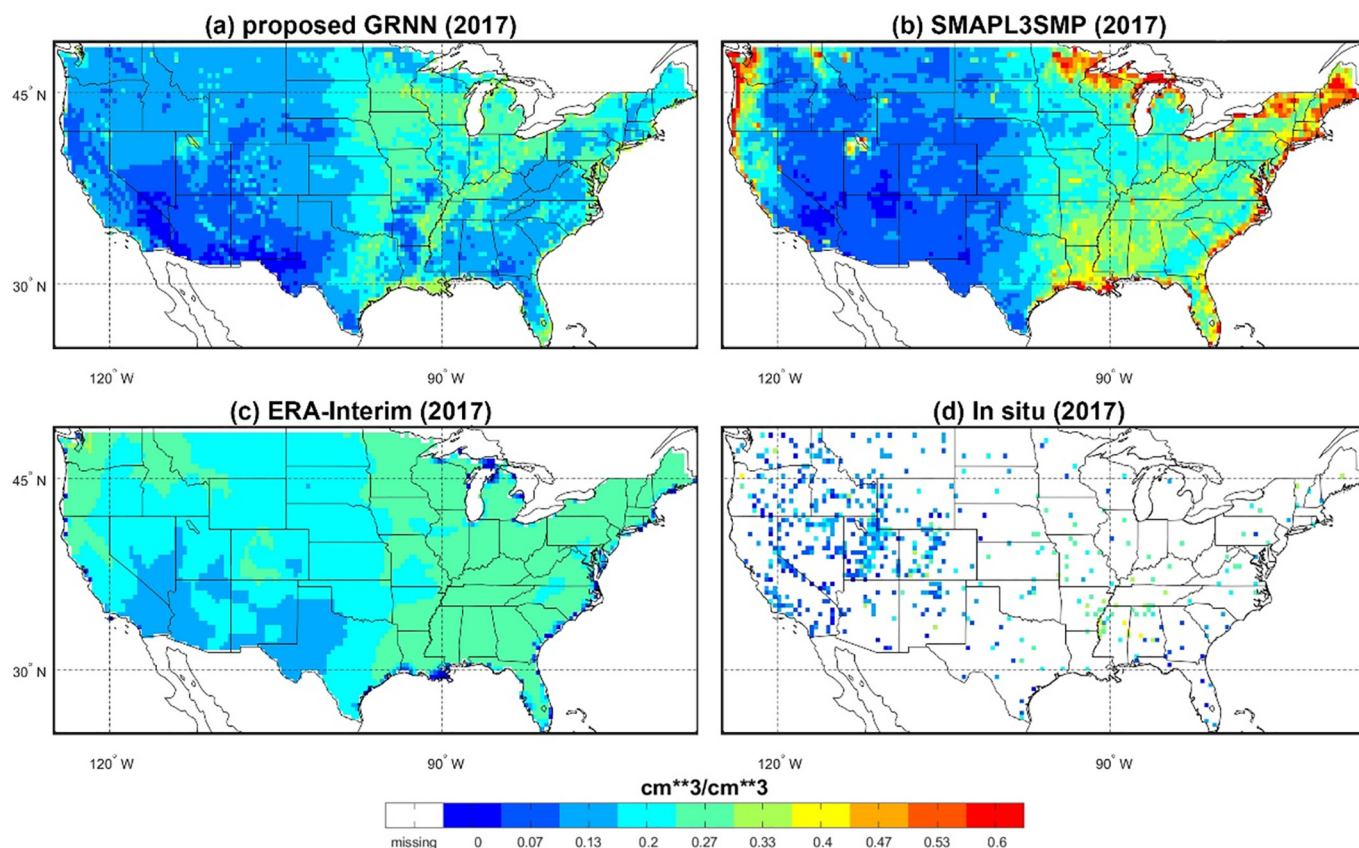 (a) proposed GRNN (2017)
(b) SMAPL3SMP (2017)
45° N
30° N
120° W
90° W
120° W
90° W
(c) ERA-Interim (2017)
(d) In situ (2017)
45° N
30° N
120° W
90° W
120° W
90° W
cm**3/cm**3
missing 0 0.07 0.13 0.2 0.27 0.33 0.4 0.47 0.53 0.6